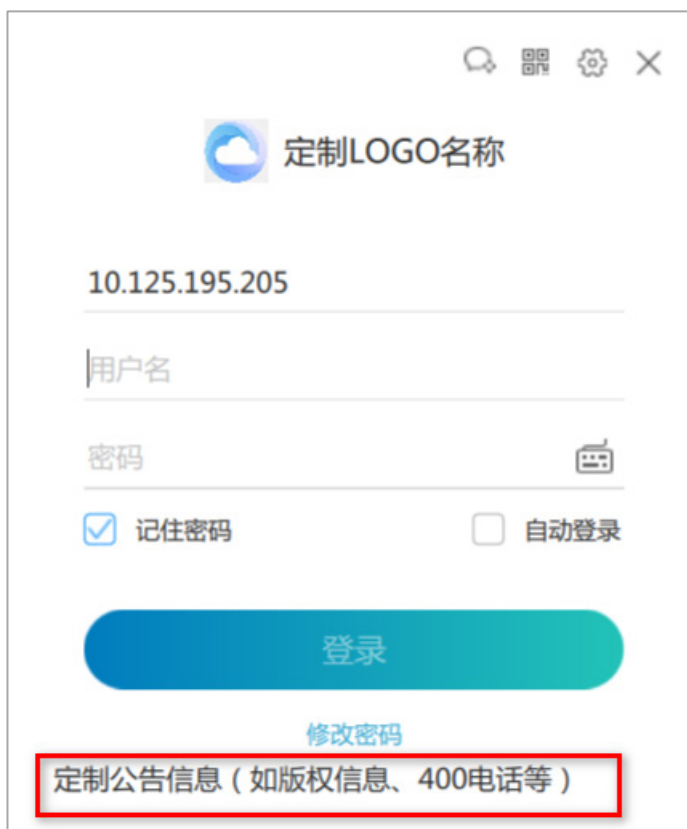 定制LOGO名称
10.125.195.205
用户名
密码
记住密码 自动登录
登录
修改密码
定制公告信息（如版权信息、400电话等）